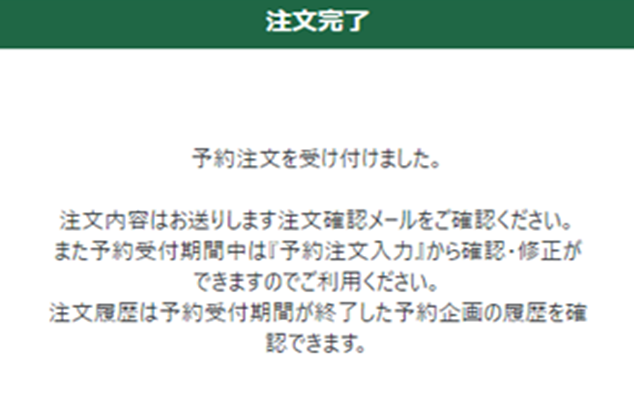 注文完了
予約注文を受け付けました。
注文内容はお送りします注文確認メールをご確認ください。
また予約受付期間中は『予約注文入力』から確認・修正が
できますのでご利用ください。
注文履歴は予約受付期間が終了した予約企画の履歴を確
認できます。